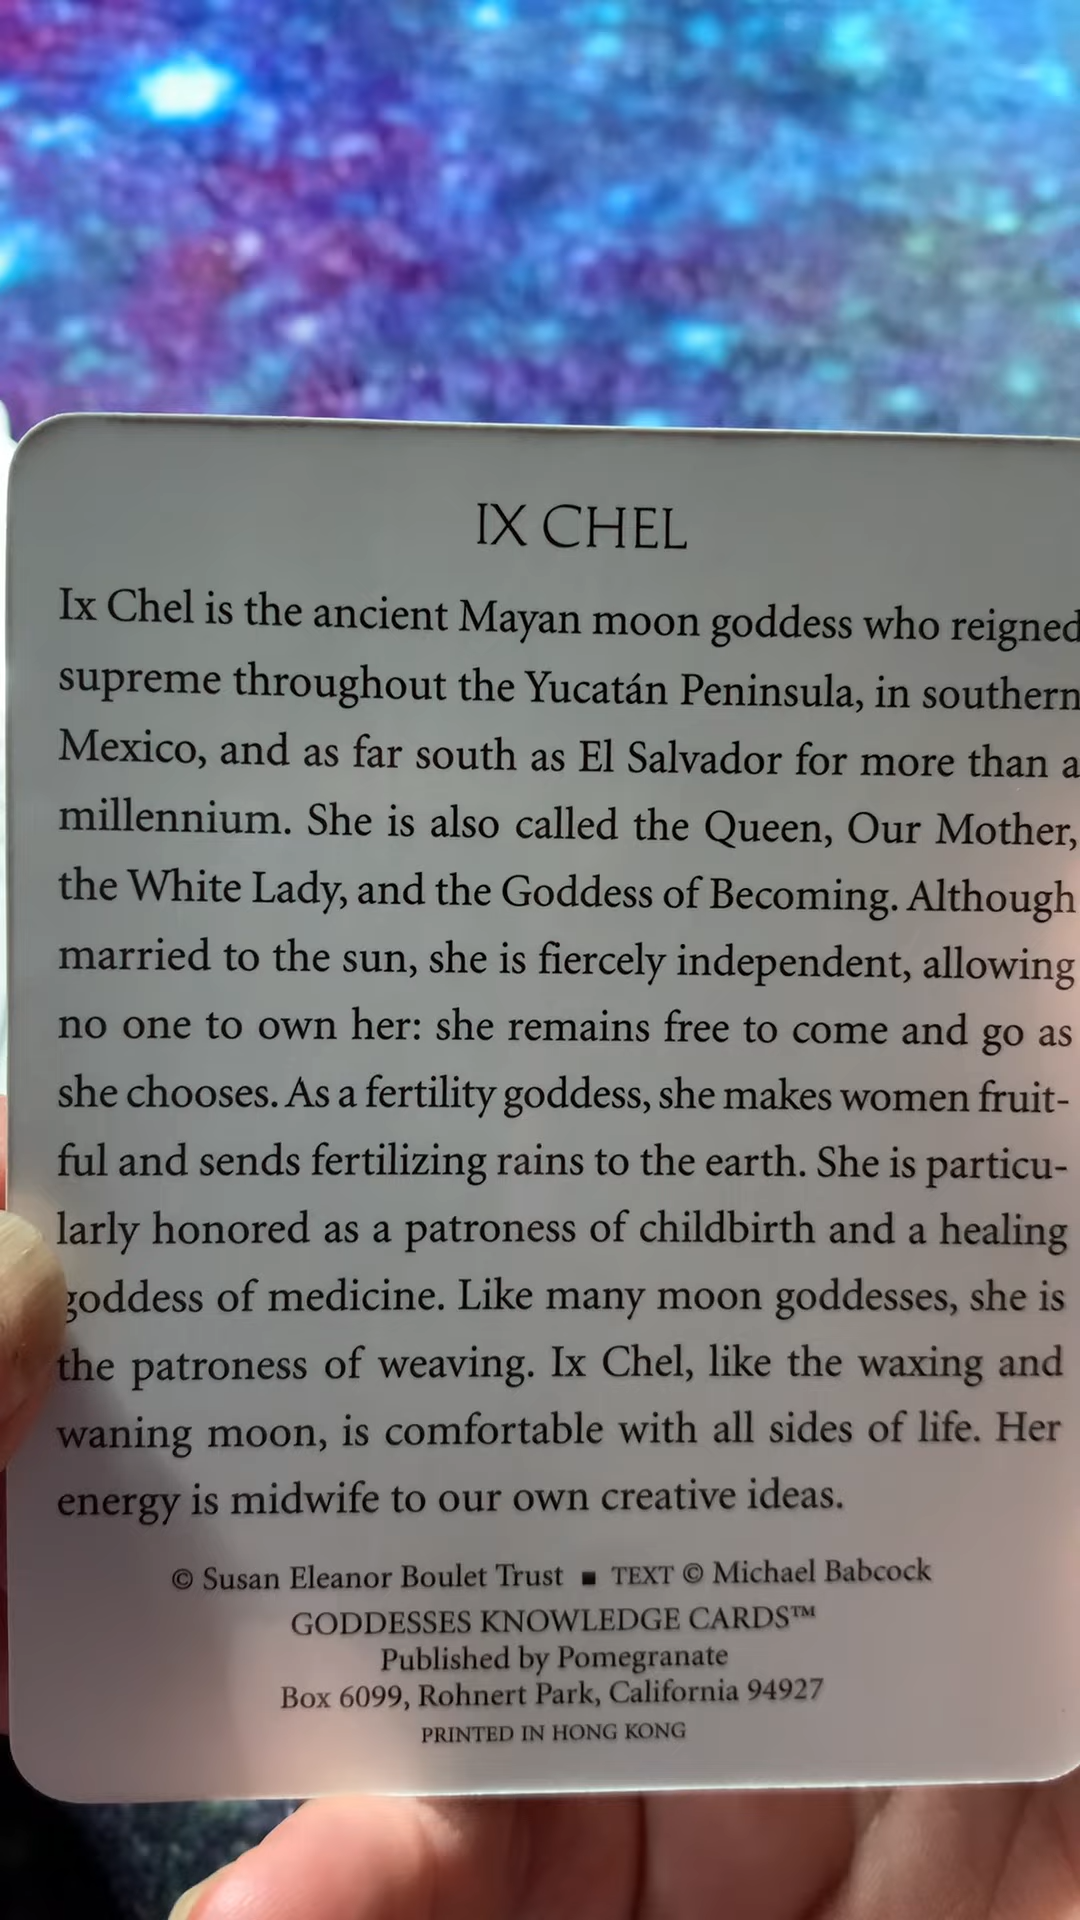 IX CHEL
Ix Chel is the ancient Mayan moon goddess who reigned
supreme throughout the Yucatán Peninsula, in southern
Mexico, and as far south as El Salvador for more than a
millennium. She is also called the Queen, Our Mother,
the White Lady, and the Goddess of Becoming. Although
married to the sun, she is fiercely independent, allowing
no one to own her: she remains free to come and go as
she chooses. As a fertility goddess, she makes women fruit-
ful and sends fertilizing rains to the earth. She is particu-
larly honored as a patroness of childbirth and a healing
goddess of medicine. Like many moon goddesses, she is
the patroness of weaving. Ix Chel, like the waxing and
waning moon, is comfortable with all sides of life. Her
energy is midwife to our own creative ideas.
© Susan Eleanor Boulet Trust ■ TEXT © Michael Babcock
GODDESSES KNOWLEDGE CARDS™
Published by Pomegranate
Box 6099, Rohnert Park, California 94927
PRINTED IN HONG KONG